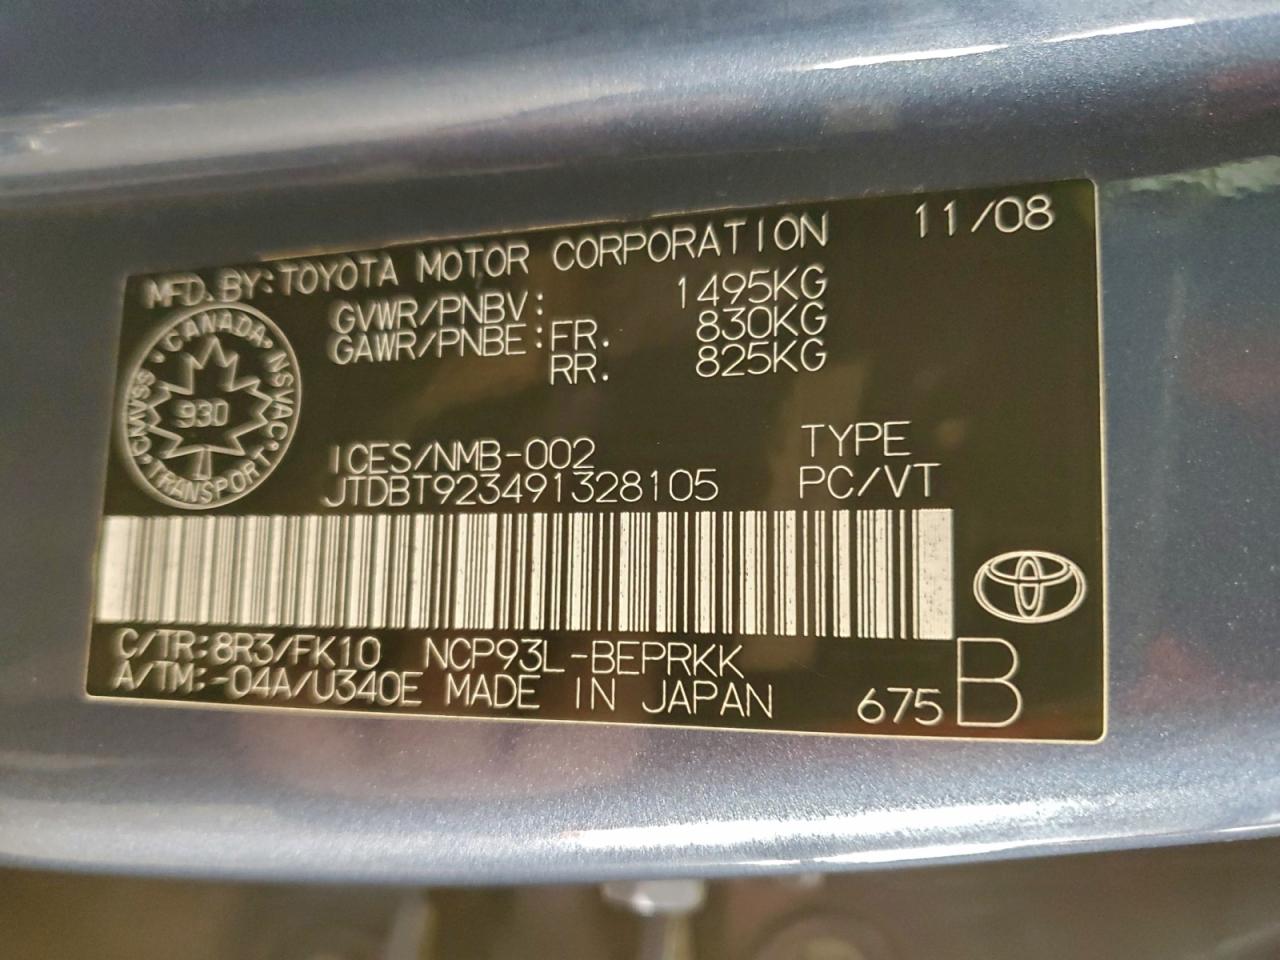 MFD. BY: TOYOTA MOTOR CORPORATION 11/08
GVWR/PNBV: 1495KG
GAWR/PNBE: FR. 830KG
RR. 825KG
CANADA
NSVAC
TRANSPORT
CMVSS
930
ICES/NMB-002 TYPE
JTDBT923491328105 PC/VT
C/TR: 8R3/FK10 NCP93L-BEPRKK
A/TM: -04A/U340E MADE IN JAPAN 675 B